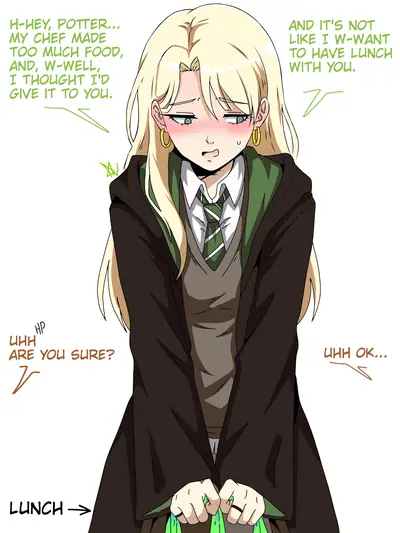 H-HEY, POTTER...
MY CHEF MADE
TOO MUCH FOOD,
AND, W-WELL,
I THOUGHT I'D
GIVE IT TO YOU.
AND IT'S NOT
LIKE I W-WANT
TO HAVE LUNCH
WITH YOU.
HP
UHH
ARE YOU SURE?
UHH OK...
LUNCH →